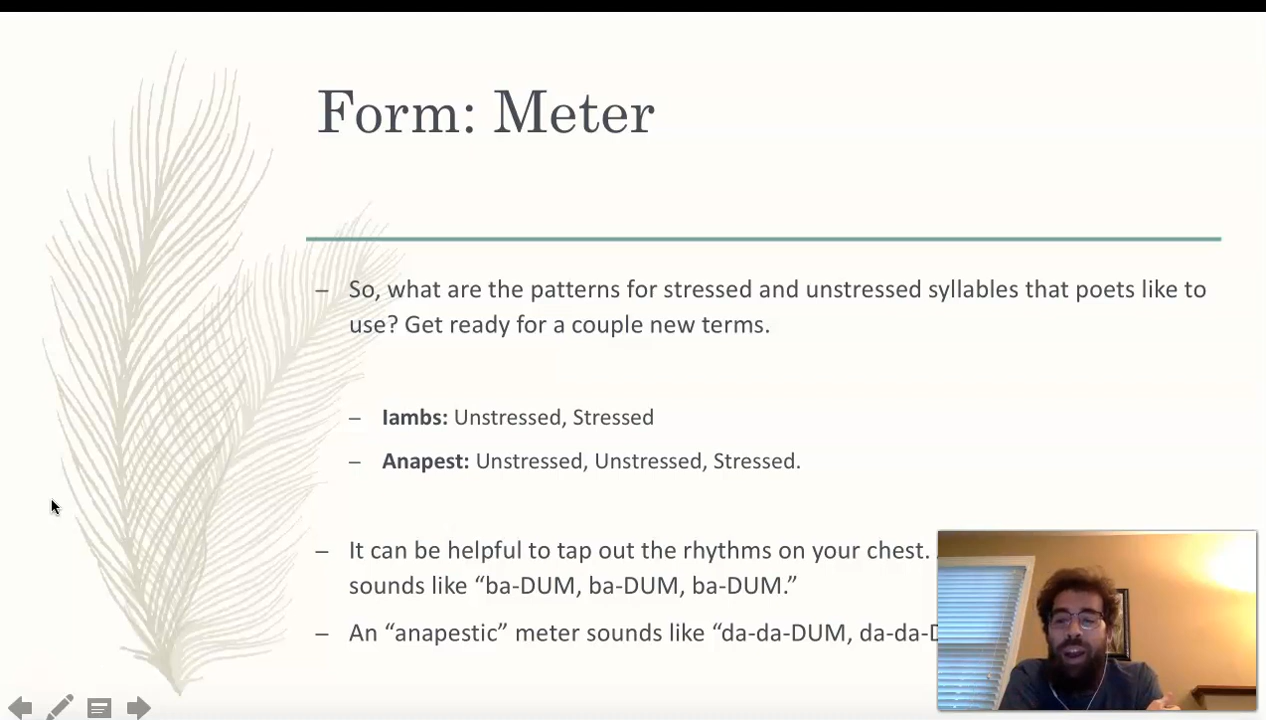 Form: Meter
– So, what are the patterns for stressed and unstressed syllables that poets like to
use? Get ready for a couple new terms.
– Iambs: Unstressed, Stressed
– Anapest: Unstressed, Unstressed, Stressed.
– It can be helpful to tap out the rhythms on your chest.
sounds like “ba-DUM, ba-DUM, ba-DUM.”
– An “anapestic” meter sounds like “da-da-DUM, da-da-